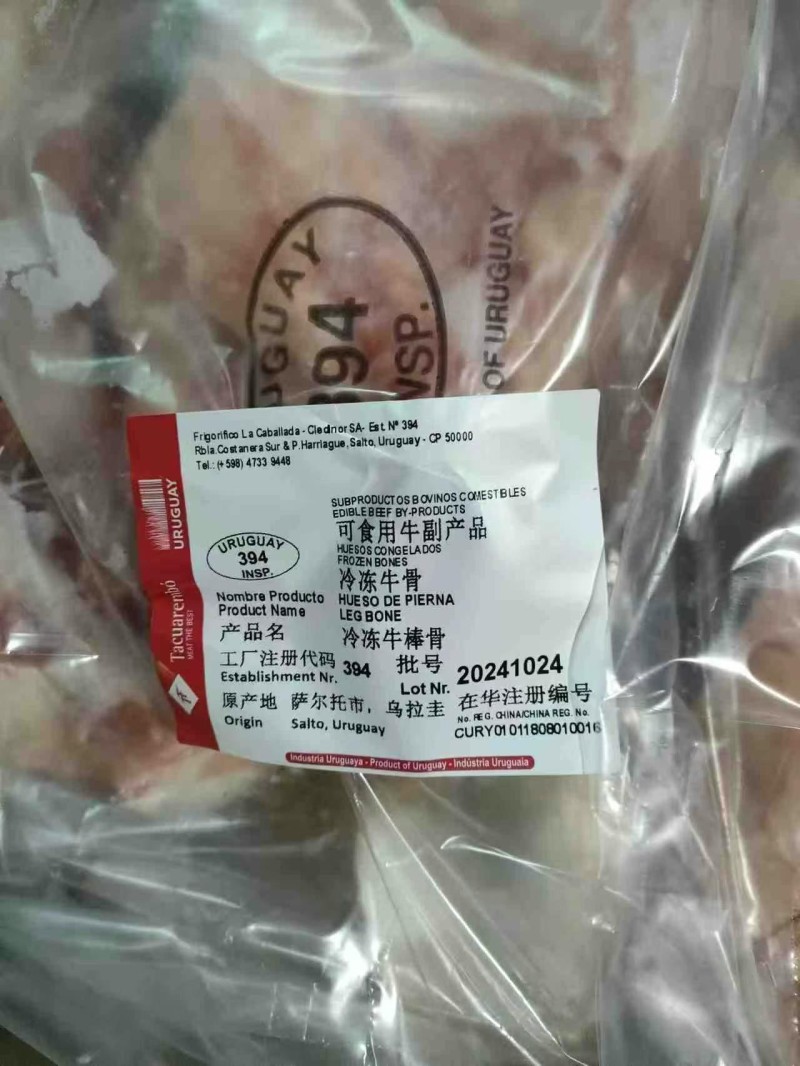 UGUAY
394
INSP.
OF URUGUAY
Frigorifico La Caballada - Cledinor SA- Est. Nº 394
Rbla.Costanera Sur & P.Harriague, Salto, Uruguay - CP 50000
Tel.: (+598) 4733 9448
URUGUAY
Tacuarembó
MEAT THE BEST
SUBPRODUCTOS BOVINOS COMESTIBLES
EDIBLE BEEF BY-PRODUCTS
可食用牛副产品
HUESOS CONGELADOS
FROZEN BONES
冷冻牛骨
URUGUAY
394
INSP.
Nombre Producto HUESO DE PIERNA
Product Name LEG BONE
产品名 冷冻牛棒骨
工厂注册代码 394 批号 20241024
Establishment Nr. Lot Nr.
原产地 萨尔托市, 乌拉圭 在华注册编号
Origin Salto, Uruguay No. REG. CHINA/CHINA REG. No.
CURY01011808010016
Industria Uruguaya - Product of Uruguay - Indústria Uruguaia